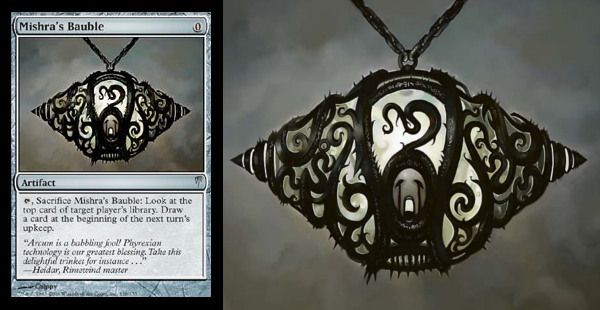 Mishra's Bauble 0
Artifact
, Sacrifice Mishra's Bauble: Look at the
top card of target player's library. Draw
a card at the beginning of the next turn's
upkeep.
"Arcum is a babbling fool! Phyrexian
technology is our greatest blessing. Take this
delightful trinket for instance . . ."
—Heidar, Rimewind master
Chippy